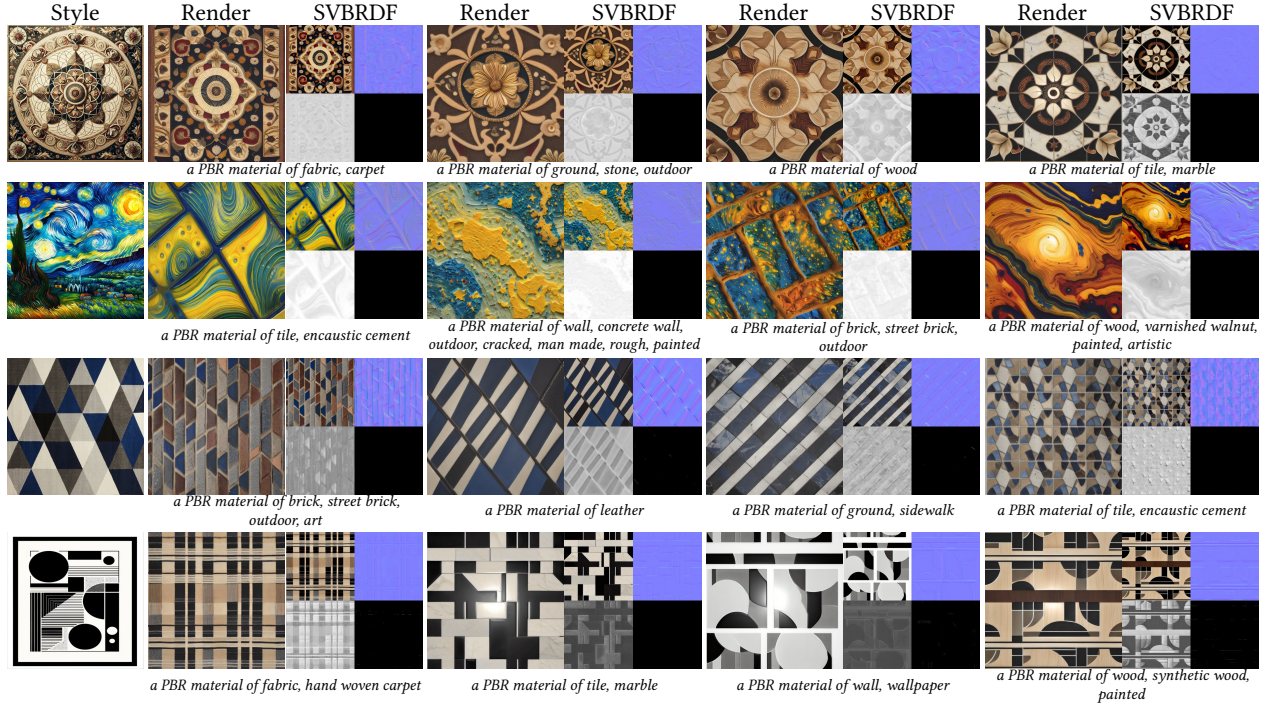 Style Render SVBRDF Render SVBRDF Render SVBRDF Render SVBRDF
a PBR material of fabric, carpet
a PBR material of ground, stone, outdoor
a PBR material of wood
a PBR material of tile, marble
a PBR material of tile, encaustic cement
a PBR material of wall, concrete wall,
outdoor, cracked, man made, rough, painted
a PBR material of brick, street brick,
outdoor
a PBR material of wood, varnished walnut,
painted, artistic
a PBR material of brick, street brick,
outdoor, art
a PBR material of leather
a PBR material of ground, sidewalk
a PBR material of tile, encaustic cement
a PBR material of fabric, hand woven carpet
a PBR material of tile, marble
a PBR material of wall, wallpaper
a PBR material of wood, synthetic wood,
painted